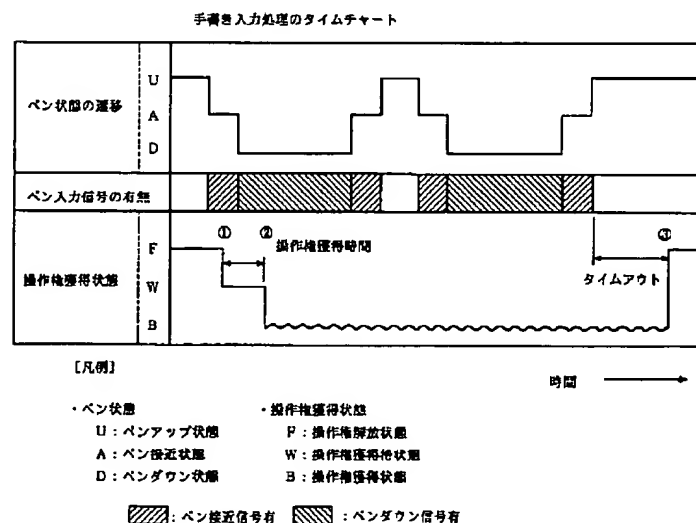 手書き入力処理のタイムチャート
ペン状態の遷移
U
A
D
ペン入力信号の有無
操作権獲得状態
F
W
B
① ② 操作権獲得時間
③
タイムアウト
[凡例]
時間
・ペン状態 ・操作権獲得状態
U：ペンアップ状態 F：操作権解放状態
A：ペン接近状態 W：操作権獲得待状態
D：ペンダウン状態 B：操作権獲得状態
：ペン接近信号有 ：ペンダウン信号有